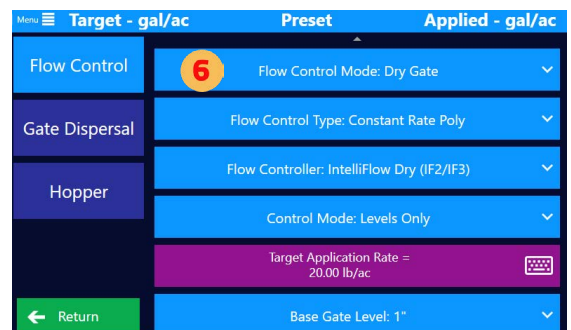 Menu Target - gal/ac Preset Applied - gal/ac
Flow Control
Gate Dispersal
Hopper
Return
6 Flow Control Mode: Dry Gate
Flow Control Type: Constant Rate Poly
Flow Controller: IntelliFlow Dry (IF2/IF3)
Control Mode: Levels Only
Target Application Rate =
20.00 lb/ac
Base Gate Level: 1"